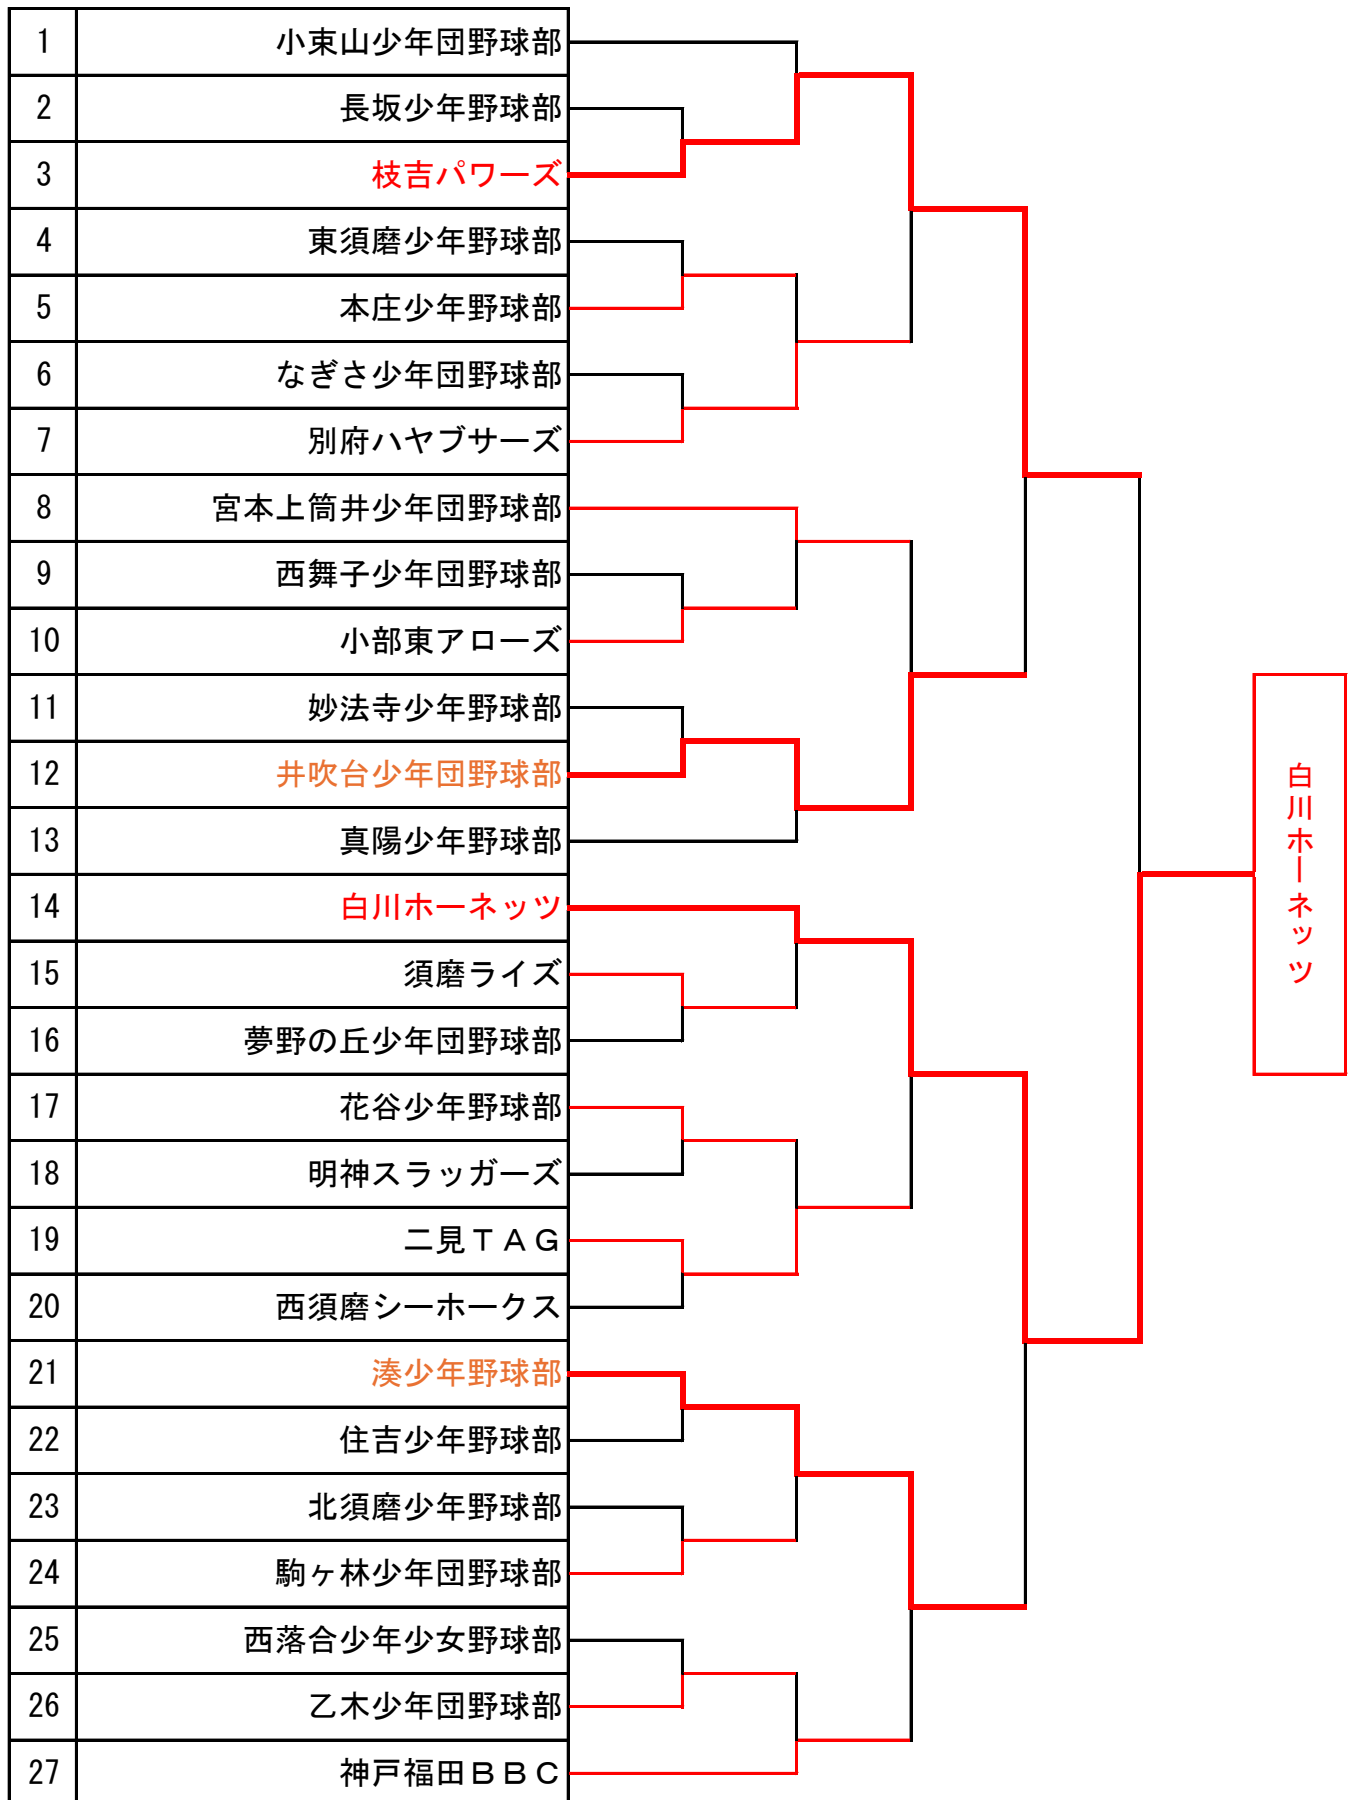 1 小束山少年団野球部
2 長坂少年野球部
3 枝吉パワーズ
4 東須磨少年野球部
5 本庄少年野球部
6 なぎさ少年団野球部
7 別府ハヤブサーズ
8 宮本上筒井少年団野球部
9 西舞子少年団野球部
10 小部東アローズ
11 妙法寺少年野球部
12 井吹台少年団野球部
13 真陽少年野球部
14 白川ホーネッツ
15 須磨ライズ
16 夢野の丘少年団野球部
17 花谷少年野球部
18 明神スラッガーズ
19 二見ＴＡＧ
20 西須磨シーホークス
21 湊少年野球部
22 住吉少年野球部
23 北須磨少年野球部
24 駒ヶ林少年団野球部
25 西落合少年少女野球部
26 乙木少年団野球部
27 神戸福田ＢＢＣ
白川ホーネッツ